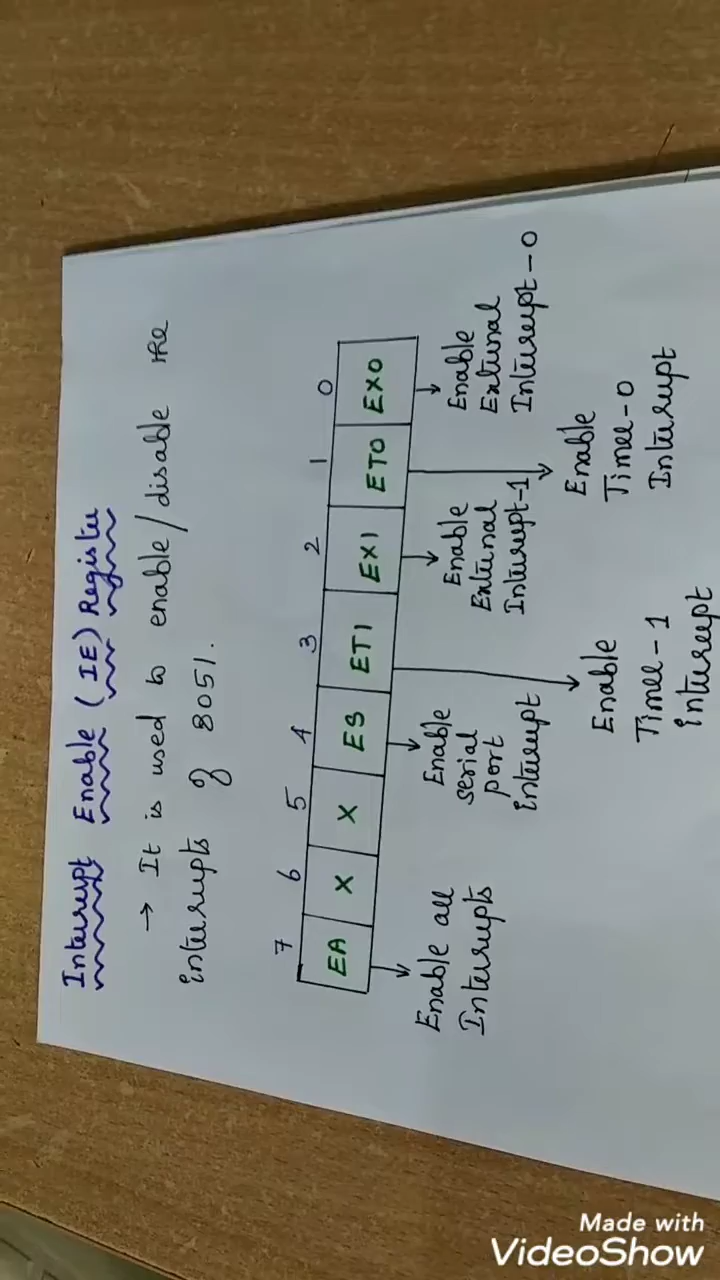 Interrupt Enable (IE) Register
→ It is used to enable/disable the
interrupts of 8051.
7 6 5 4 3 2 1 0
EA X X ES ET1 EX1 ET0 EX0
Enable all
Interrupts
Enable
serial
port
Interrupt
Enable
Timer-1
Interrupt
Enable
External
Interrupt-1
Enable
Timer-0
Interrupt
Enable
External
Interrupt-0
Made with
VideoShow